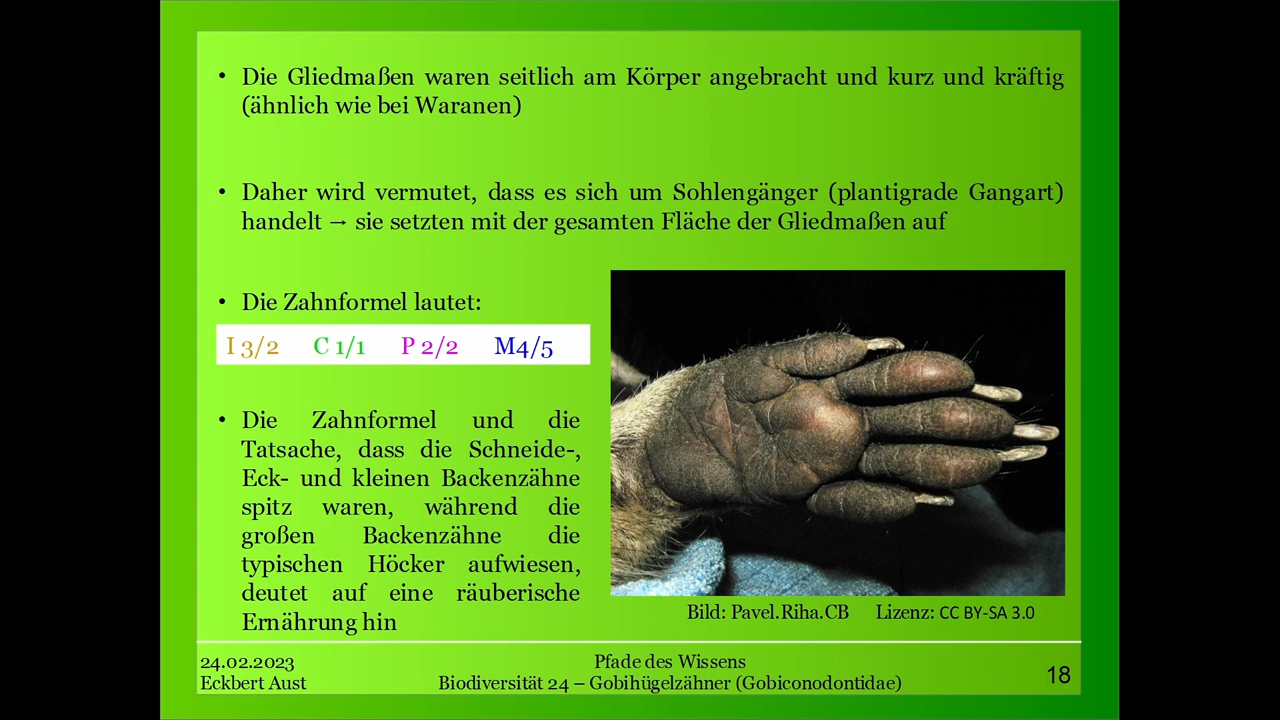 • Die Gliedmaßen waren seitlich am Körper angebracht und kurz und kräftig
(ähnlich wie bei Waranen)
• Daher wird vermutet, dass es sich um Sohlengänger (plantigrade Gangart)
handelt → sie setzten mit der gesamten Fläche der Gliedmaßen auf
• Die Zahnformel lautet:
I 3/2 C 1/1 P 2/2 M4/5
• Die Zahnformel und die
Tatsache, dass die Schneide-,
Eck- und kleinen Backenzähne
spitz waren, während die
großen Backenzähne die
typischen Höcker aufwiesen,
deutet auf eine räuberische
Ernährung hin
Bild: Pavel.Riha.CB Lizenz: CC BY-SA 3.0
24.02.2023
Eckbert Aust
Pfade des Wissens
Biodiversität 24 – Gobihügelzähner (Gobiconodontidae)
18